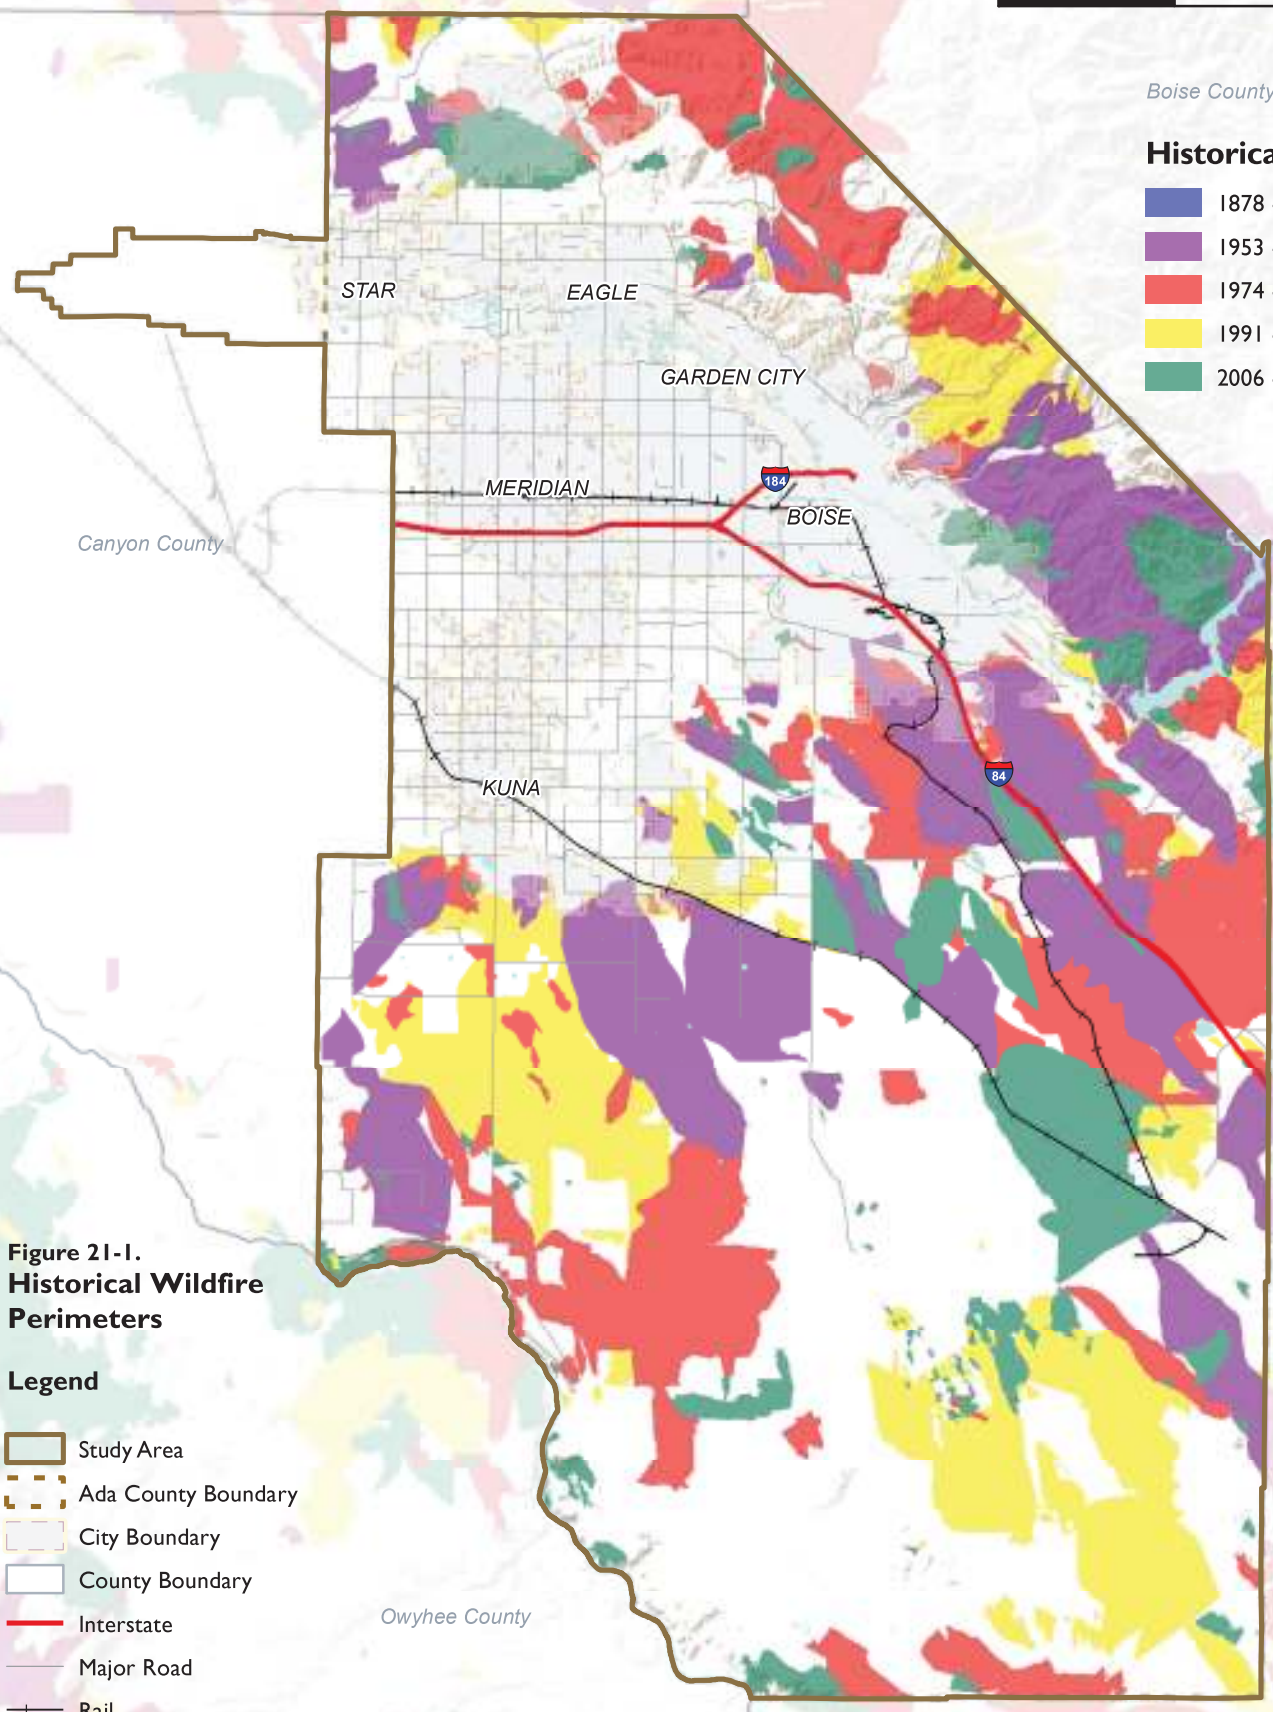 Boise County
Historica
1878
1953
1974
1991
2006
STAR
EAGLE
GARDEN CITY
184
MERIDIAN
BOISE
Canyon County
84
KUNA
Figure 21-1.
Historical Wildfire
Perimeters
Legend
Study Area
Ada County Boundary
City Boundary
County Boundary
Interstate
Major Road
Rail
Owyhee County